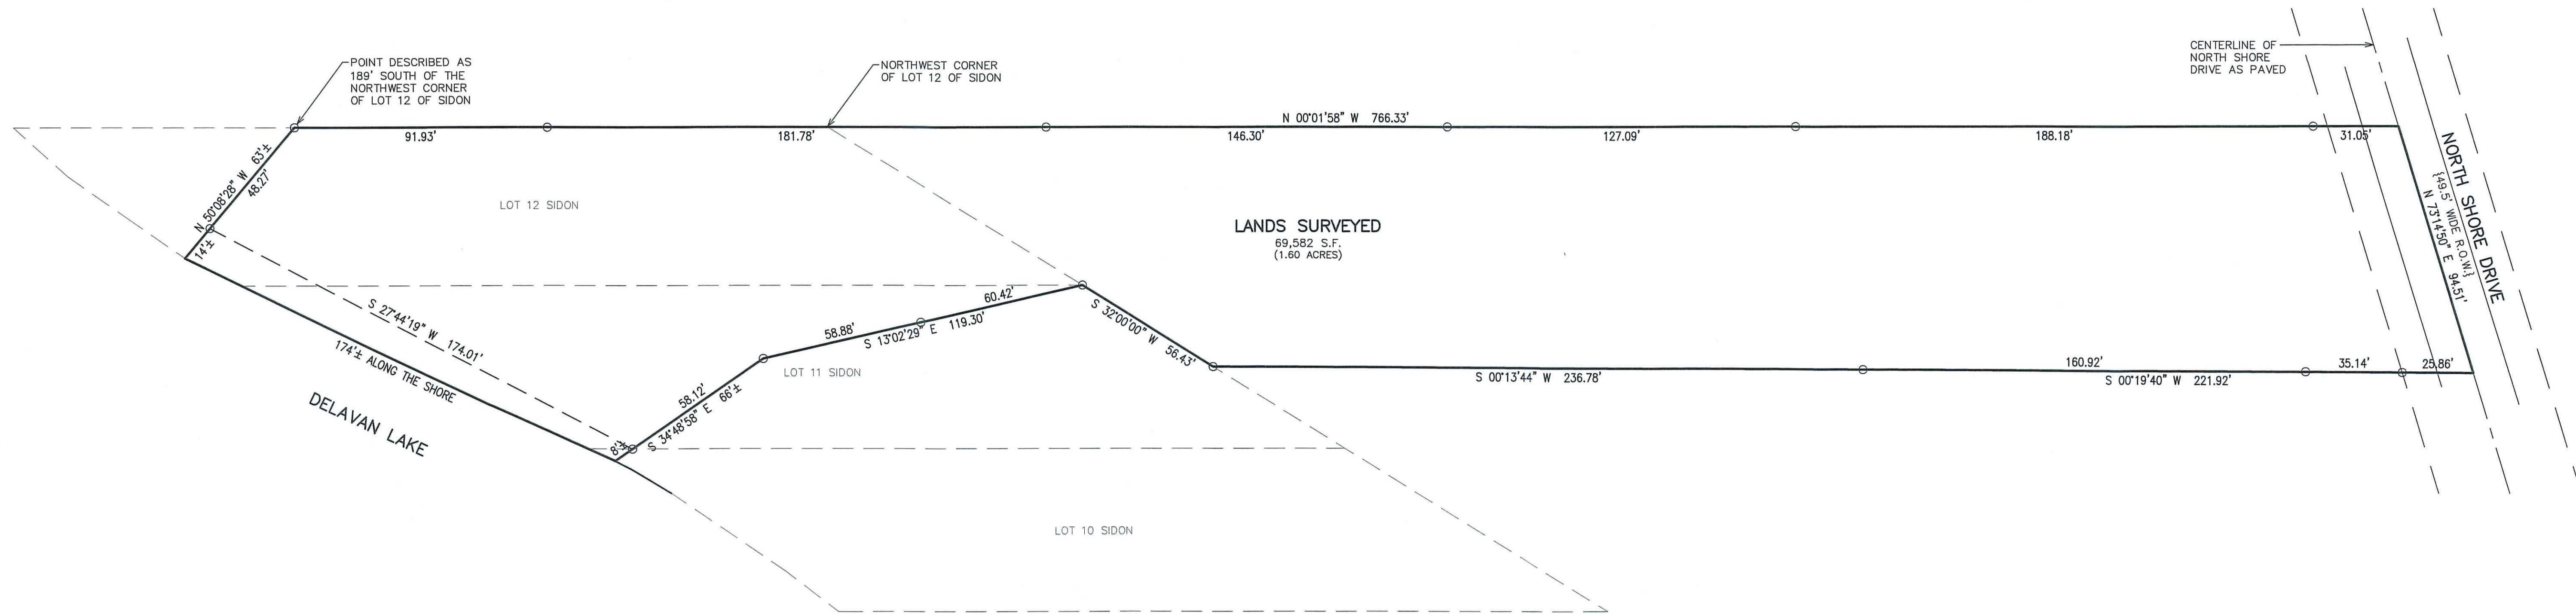 POINT DESCRIBED AS
189' SOUTH OF THE
NORTHWEST CORNER
OF LOT 12 OF SIDON
NORTHWEST CORNER
OF LOT 12 OF SIDON
CENTERLINE OF
NORTH SHORE
DRIVE AS PAVED
N 00°01'58" W 766.33'
91.93'
181.78'
146.30'
127.09'
188.18'
31.05'
N 50°08'28" W 63'±
48.27'
14'±
LOT 12 SIDON
LANDS SURVEYED
69,582 S.F.
(1.60 ACRES)
NORTH SHORE DRIVE
{49.5' WIDE R.O.W.}
N 73°14'50" E 94.51'
S 27°44'19" W 174.01'
174'± ALONG THE SHORE
DELAVAN LAKE
60.42'
58.88'
S 13°02'29" E 119.30'
S 32°00'00" W 56.43'
58.12'
S 34°48'58" E 66'±
8'±
LOT 11 SIDON
S 00°13'44" W 236.78'
160.92'
S 00°19'40" W 221.92'
35.14'
25.86'
LOT 10 SIDON